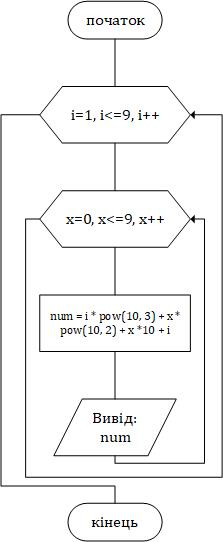 початок
i=1, i<=9, i++
x=0, x<=9, x++
num = i * pow(10, 3) + x *
pow(10, 2) + x *10 + i
Вивід:
num
кінець